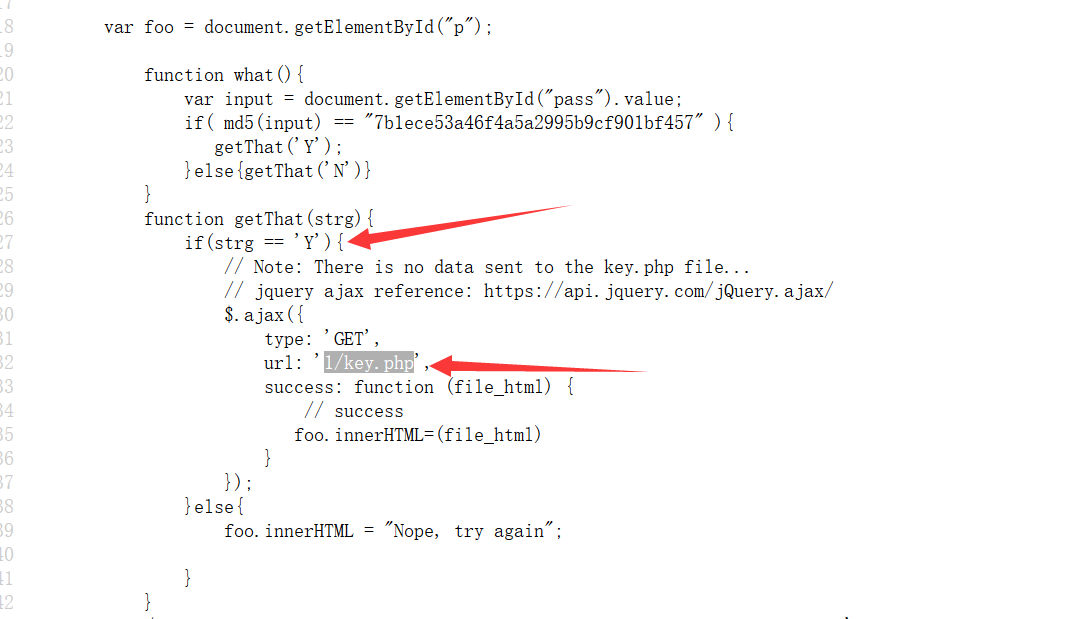 18 var foo = document.getElementById("p");
19
20 function what(){
21 var input = document.getElementById("pass").value;
22 if( md5(input) == "7b1ece53a46f4a5a2995b9cf901bf457" ){
23 getThat('Y');
24 }else{getThat('N')}
25 }
26 function getThat(strg){
27 if(strg == 'Y'){
28 // Note: There is no data sent to the key.php file...
29 // jquery ajax reference: https://api.jquery.com/jQuery.ajax/
30 $.ajax({
31 type: 'GET',
32 url: '1/key.php',
33 success: function (file_html) {
34 // success
35 foo.innerHTML=(file_html)
36 }
37 });
38 }else{
39 foo.innerHTML = "Nope, try again";
40
41 }
42 }